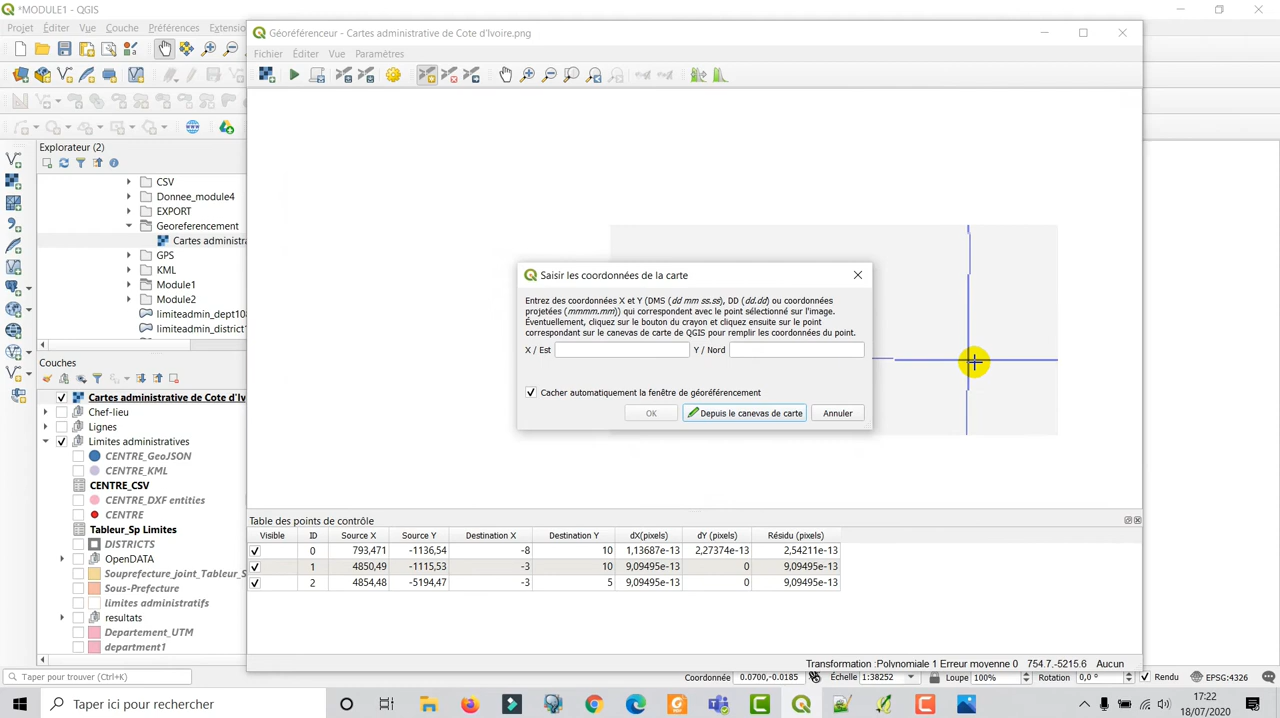 *MODULE1 - QGIS
Projet Éditer Vue Couche Préférences Extensio
Géoréférenceur - Cartes administrative de Cote d'Ivoire.png
Fichier Éditer Vue Paramètres
Explorateur (2)
CSV
Donnee_module4
EXPORT
Georeferencement
Cartes administra
GPS
KML
Module1
Module2
limiteadmin_dept108
limiteadmin_district1
Couches
Cartes administrative de Cote d'Iv
Chef-lieu
Lignes
Limites administratives
CENTRE_GeoJSON
CENTRE_KML
CENTRE_CSV
CENTRE_DXF entities
CENTRE
Tableur_Sp Limites
DISTRICTS
OpenDATA
Souprefecture_joint_Tableur_S
Sous-Prefecture
limites administratifs
resultats
Departement_UTM
department1
Saisir les coordonnées de la carte
Entrez des coordonnées X et Y (DMS (dd mm ss.ss), DD (dd.dd) ou coordonnées
projetées (mmmm.mm)) qui correspondent avec le point sélectionné sur l'image.
Éventuellement, cliquez sur le bouton du crayon et cliquez ensuite sur le point
correspondant sur le canevas de carte de QGIS pour remplir les coordonnées du point.
X / Est Y / Nord
Cacher automatiquement la fenêtre de géoréférencement
OK Depuis le canevas de carte Annuler
Table des points de contrôle
Visible ID Source X Source Y Destination X Destination Y dX(pixels) dY (pixels) Résidu (pixels)
0 793,471 -1136,54 -8 10 1,13687e-13 2,27374e-13 2,54211e-13
1 4850,49 -1115,53 -3 10 9,09495e-13 0 9,09495e-13
2 4854,48 -5194,47 -3 5 9,09495e-13 0 9,09495e-13
Transformation :Polynomiale 1 Erreur moyenne 0 754.7,-5215.6 Aucun
Taper pour trouver (Ctrl+K) Coordonnée 0.0700,-0.0185 Échelle 1:38252 Loupe 100% Rotation 0,0 ° Rendu EPSG:4326
Taper ici pour rechercher
17:22
18/07/2020